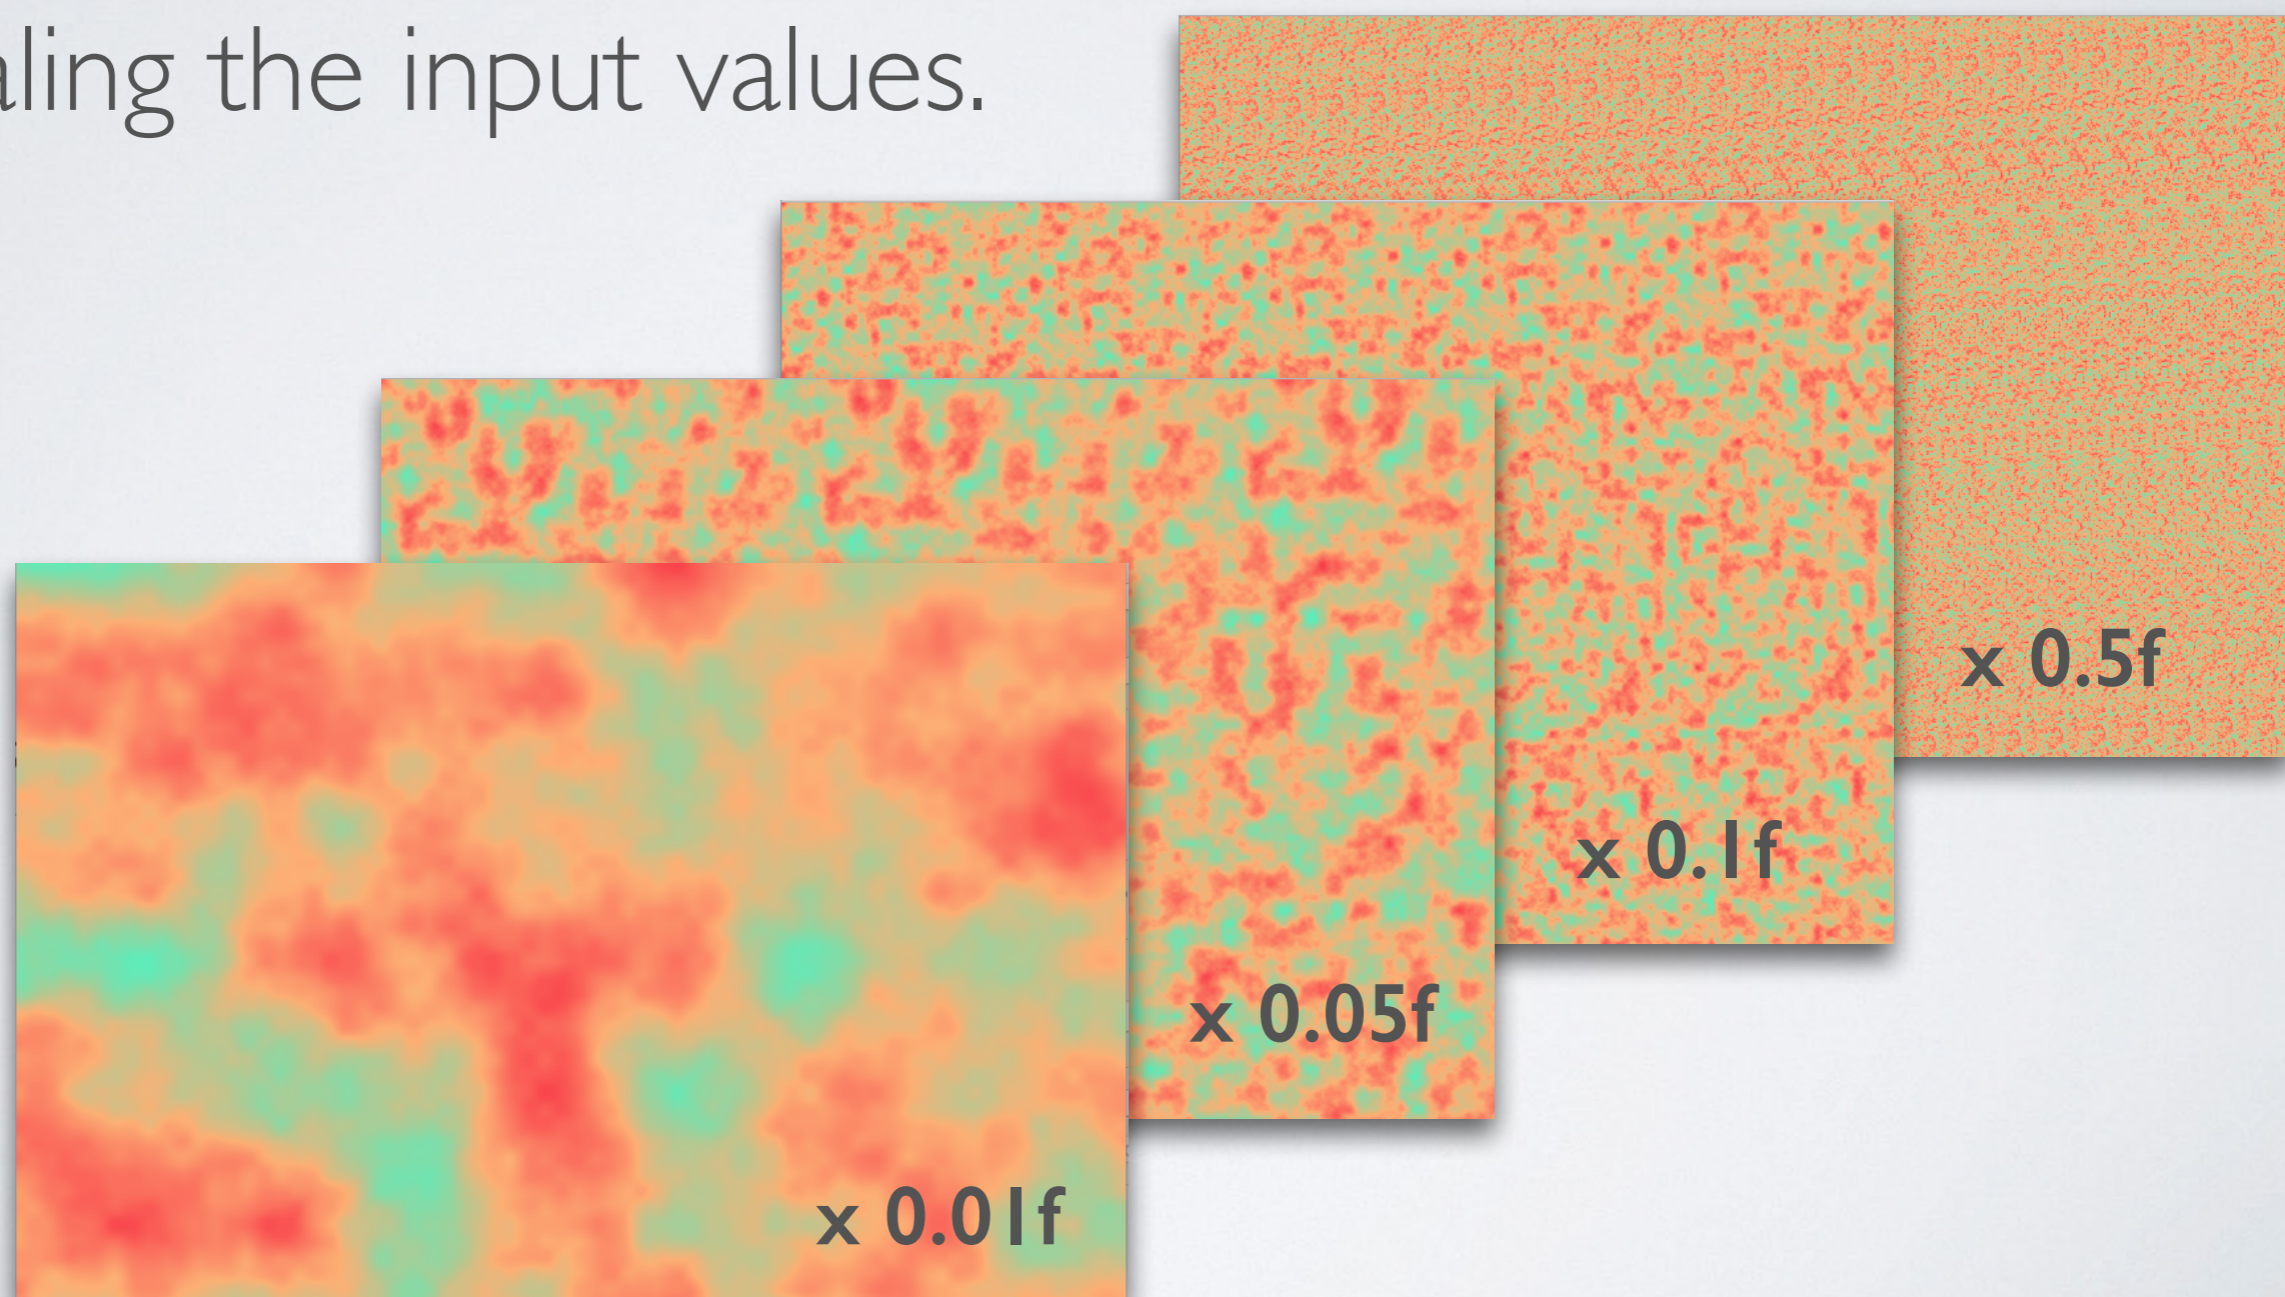 aling the input values.
x 0.5f
x 0.1f
x 0.05f
x 0.01f